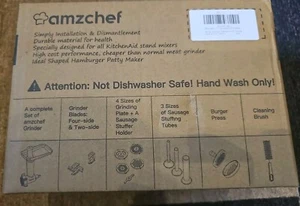 amzchef
Simply Installation & Dismantlement
Durable material for health
Specially designed for all KitchenAid stand mixers
High cost performance, cheaper than normal meat grinder
Ideal Shaped Hamburger Patty Maker
Attention: Not Dishwasher Safe! Hand Wash Only!
A complete
Set of
amzchef
Grinder
Grinder
Blades:
Four-side
& Two-side
4 Sizes of
Grinding
Plate + A
Sausage
Stuffer
Holder
3 Sizes
of Sausage
Stuffing
Tubes
Burger
Press
Cleaning
Brush